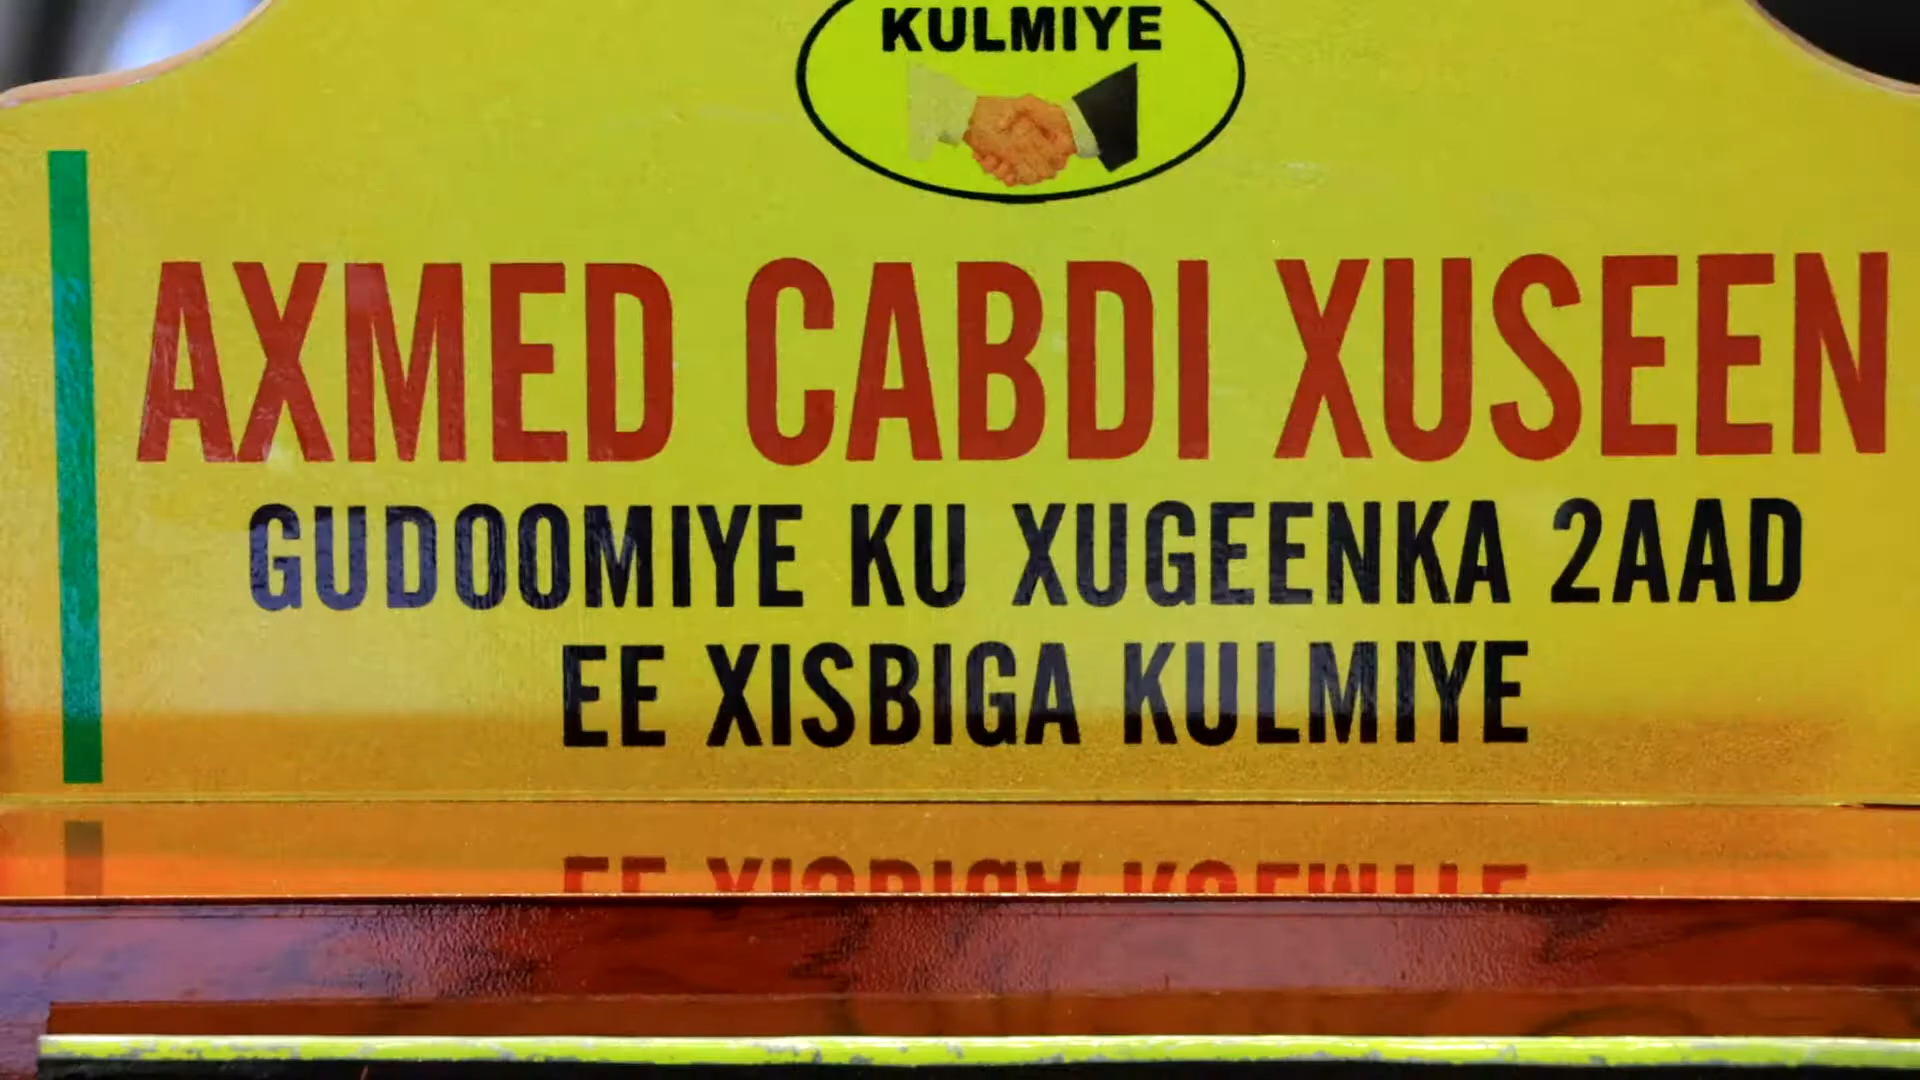 KULMIYE
AXMED CABDI XUSEEN
GUDOOMIYE KU XUGEENKA 2AAD
EE XISBIGA KULMIYE